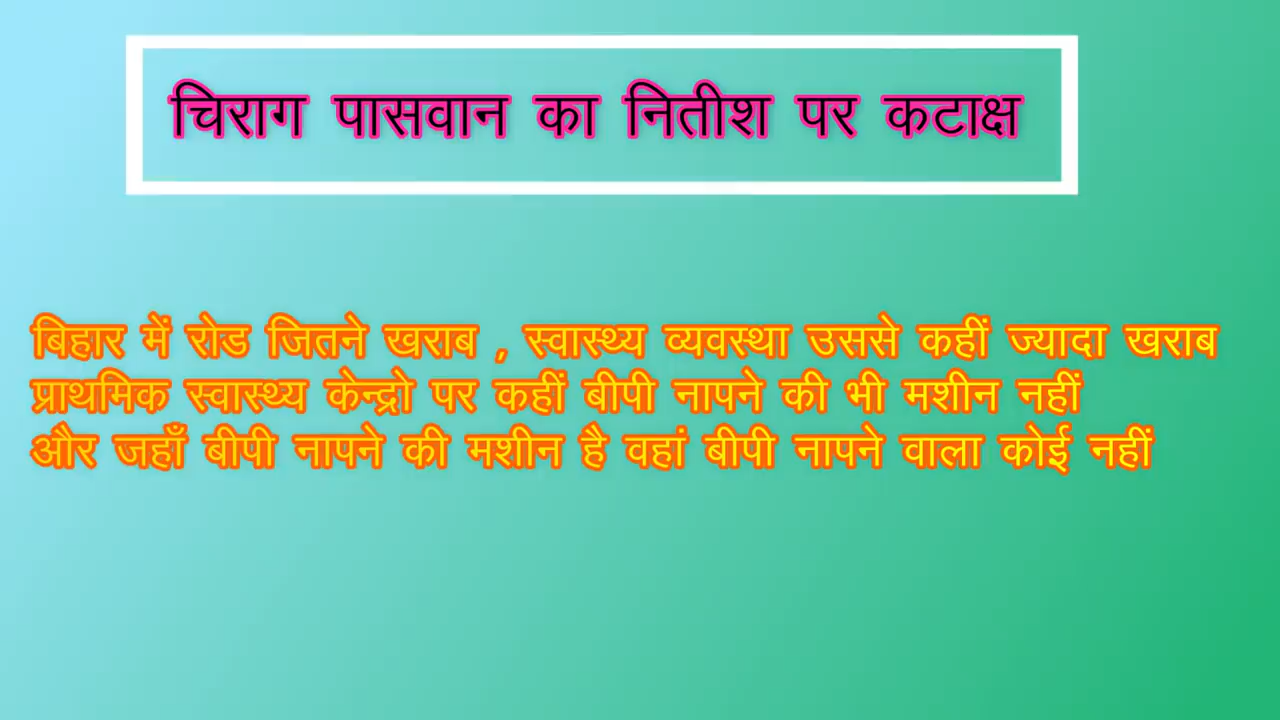 चिराग पासवान का नितीश पर कटाक्ष
बिहार में रोड जितने खराब , स्वास्थ्य व्यवस्था उससे कहीं ज्यादा खराब
प्राथमिक स्वास्थ्य केन्द्रो पर कहीं बीपी नापने की भी मशीन नहीं
और जहाँ बीपी नापने की मशीन है वहां बीपी नापने वाला कोई नहीं